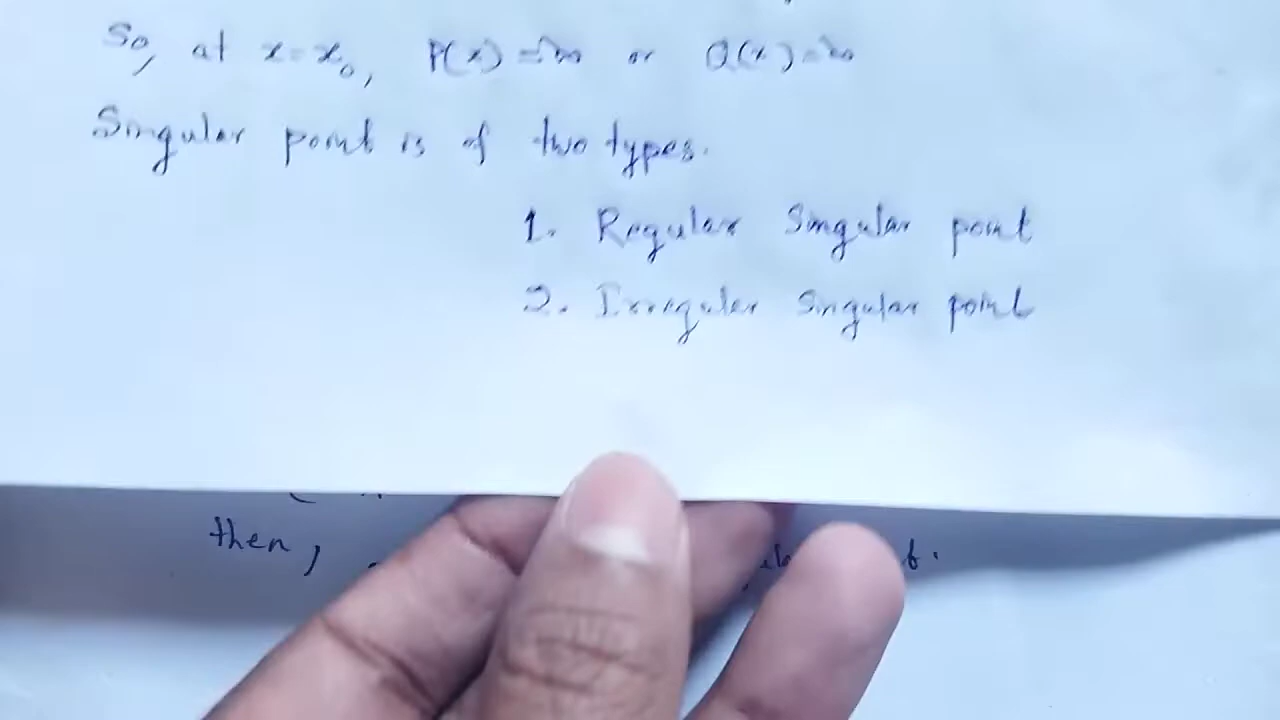 So, at x=x₀, P(x)=∞ or Q(x)=∞
Singular point is of two types.
1. Regular Singular point
2. Irregular Singular point
then,